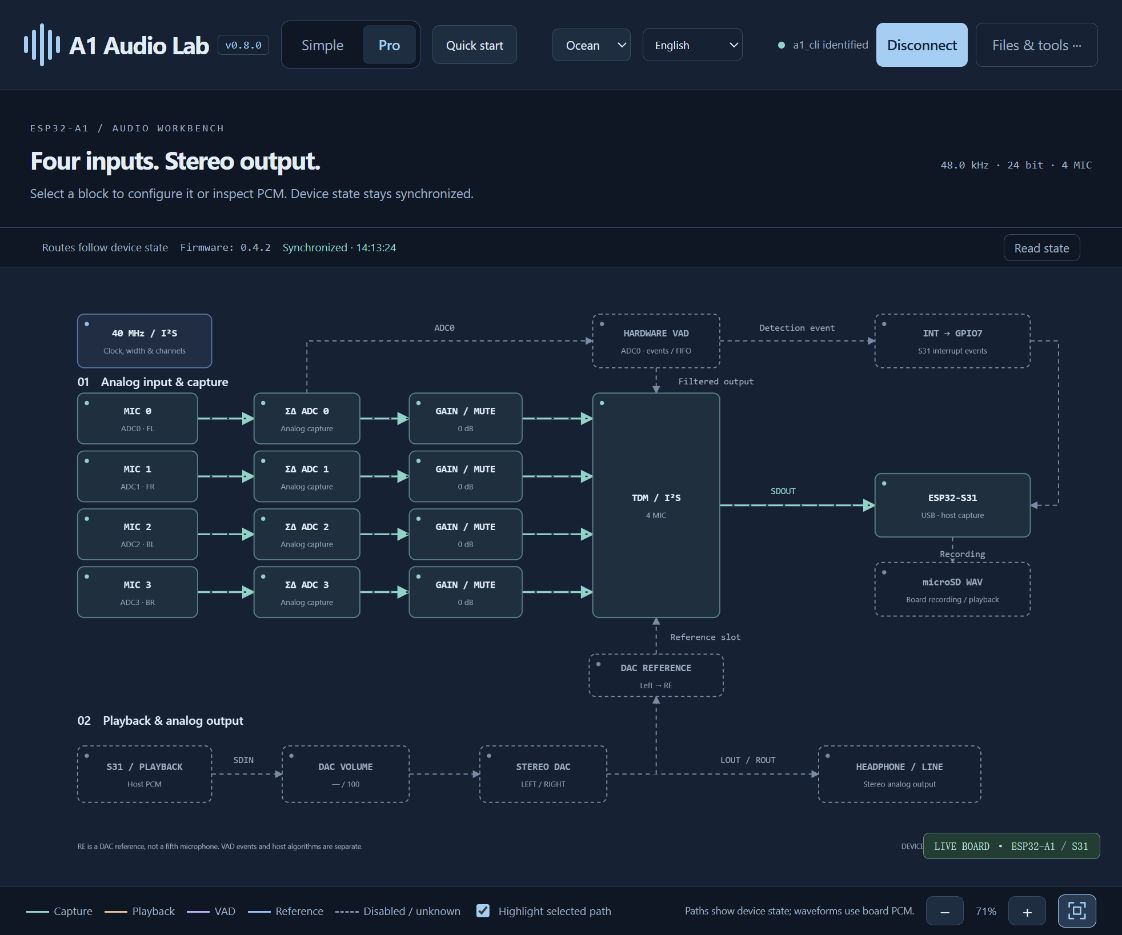 A1 Audio Lab v0.8.0 Simple Pro Quick start Ocean English a1_cli identified Disconnect Files & tools ···
ESP32-A1 / AUDIO WORKBENCH
Four inputs. Stereo output.
48.0 kHz · 24 bit · 4 MIC
Select a block to configure it or inspect PCM. Device state stays synchronized.
Routes follow device state Firmware: 0.4.2 Synchronized · 14:13:24 Read state
40 MHz / I²S
Clock, width & channels
ADC0
HARDWARE VAD
ADC0 · events / FIFO
Detection event
INT → GPIO7
S31 interrupt events
Filtered output
01 Analog input & capture
MIC 0
ADC0 · FL
ΣΔ ADC 0
Analog capture
GAIN / MUTE
0 dB
MIC 1
ADC1 · FR
ΣΔ ADC 1
Analog capture
GAIN / MUTE
0 dB
MIC 2
ADC2 · BL
ΣΔ ADC 2
Analog capture
GAIN / MUTE
0 dB
MIC 3
ADC3 · BR
ΣΔ ADC 3
Analog capture
GAIN / MUTE
0 dB
TDM / I²S
4 MIC
SDOUT
ESP32-S31
USB · host capture
Recording
microSD WAV
Board recording / playback
Reference slot
DAC REFERENCE
Left → RE
02 Playback & analog output
S31 / PLAYBACK
Host PCM
SDIN
DAC VOLUME
— / 100
STEREO DAC
LEFT / RIGHT
LOUT / ROUT
HEADPHONE / LINE
Stereo analog output
RE is a DAC reference, not a fifth microphone. VAD events and host algorithms are separate.
DEVICE
LIVE BOARD • ESP32-A1 / S31
Capture Playback VAD Reference Disabled / unknown Highlight selected path Paths show device state; waveforms use board PCM. − 71% +